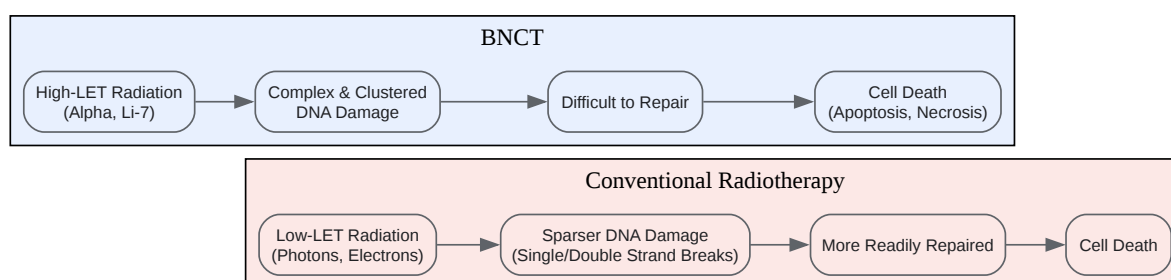 BNCT
High-LET Radiation
(Alpha, Li-7)
Complex & Clustered
DNA Damage
Difficult to Repair
Cell Death
(Apoptosis, Necrosis)
Conventional Radiotherapy
Low-LET Radiation
(Photons, Electrons)
Sparser DNA Damage
(Single/Double Strand Breaks)
More Readily Repaired
Cell Death